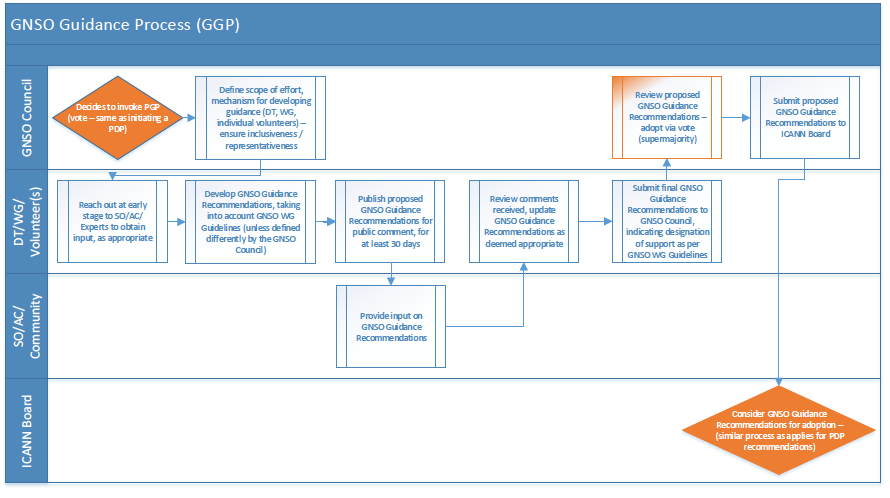 GNSO Guidance Process (GGP)
GNSO Council
Decides to invoke PGP
(vote – same as initiating a
PDP)
Define scope of effort,
mechanism for developing
guidance (DT, WG,
individual volunteers) –
ensure inclusiveness /
representativeness
Review proposed
GNSO Guidance
Recommendations –
adopt via vote
(supermajority)
Submit proposed
GNSO Guidance
Recommendations to
ICANN Board
DT/WG/
Volunteer(s)
Reach out at early
stage to SO/AC/
Experts to obtain
input, as appropriate
Develop GNSO Guidance
Recommendations, taking
into account GNSO WG
Guidelines (unless defined
differently by the GNSO
Council)
Publish proposed
GNSO Guidance
Recommendations for
public comment, for
at least 30 days
Review comments
received, update
GNSO Guidance
Recommendations as
deemed appropriate
Submit final GNSO
Guidance
Recommendations to
GNSO Council,
indicating designation
of support as per
GNSO WG Guidelines
SO/AC/
Community
Provide input on
GNSO Guidance
Recommendations
ICANN Board
Consider GNSO Guidance
Recommendations for adoption –
(similar process as applies for PDP
recommendations)